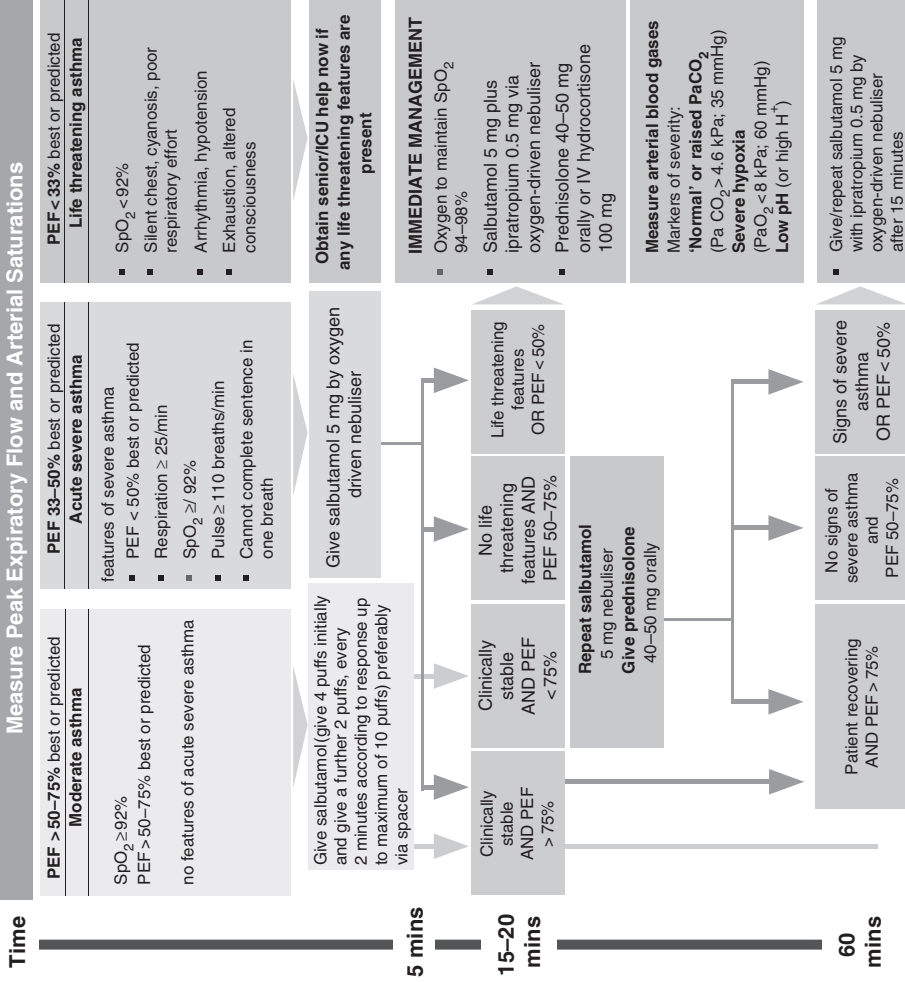 Measure Peak Expiratory Flow and Arterial Saturations
Time
PEF > 50–75% best or predicted
Moderate asthma
SpO2 ≥92%
PEF > 50–75% best or predicted
no features of acute severe asthma
PEF 33–50% best or predicted
Acute severe asthma
features of severe asthma
▪ PEF < 50% best or predicted
▪ Respiration ≥ 25/min
▪ SpO2 ≥/ 92%
▪ Pulse ≥ 110 breaths/min
▪ Cannot complete sentence in
one breath
PEF <33% best or predicted
Life threatening asthma
▪ SpO2 <92%
▪ Silent chest, cyanosis, poor
respiratory effort
▪ Arrhythmia, hypotension
▪ Exhaustion, altered
consciousness
Give salbutamol(give 4 puffs initially
and give a further 2 puffs, every
2 minutes according to response up
to maximum of 10 puffs) preferably
via spacer
Give salbutamol 5 mg by oxygen
driven nebuliser
Obtain senior/ICU help now if
any life threatening features are
present
5 mins
IMMEDIATE MANAGEMENT
▪ Oxygen to maintain SpO2
94–98%
▪ Salbutamol 5 mg plus
ipratropium 0.5 mg via
oxygen-driven nebuliser
▪ Prednisolone 40–50 mg
orally or IV hydrocortisone
100 mg
15–20
mins
Clinically
stable
AND PEF
> 75%
Clinically
stable
AND PEF
<75%
No life
threatening
features AND
PEF 50–75%
Life threatening
features
OR PEF < 50%
Repeat salbutamol
5 mg nebuliser
Give prednisolone
40–50 mg orally
Measure arterial blood gases
Markers of severity:
‘Normal’ or raised PaCO2
(Pa CO2 > 4.6 kPa; 35 mmHg)
Severe hypoxia
(PaO2 <8 kPa; 60 mmHg)
Low pH (or high H+)
60
mins
Patient recovering
AND PEF > 75%
No signs of
severe asthma
and
PEF 50–75%
Signs of severe
asthma
OR PEF < 50%
▪ Give/repeat salbutamol 5 mg
with ipratropium 0.5 mg by
oxygen-driven nebuliser
after 15 minutes